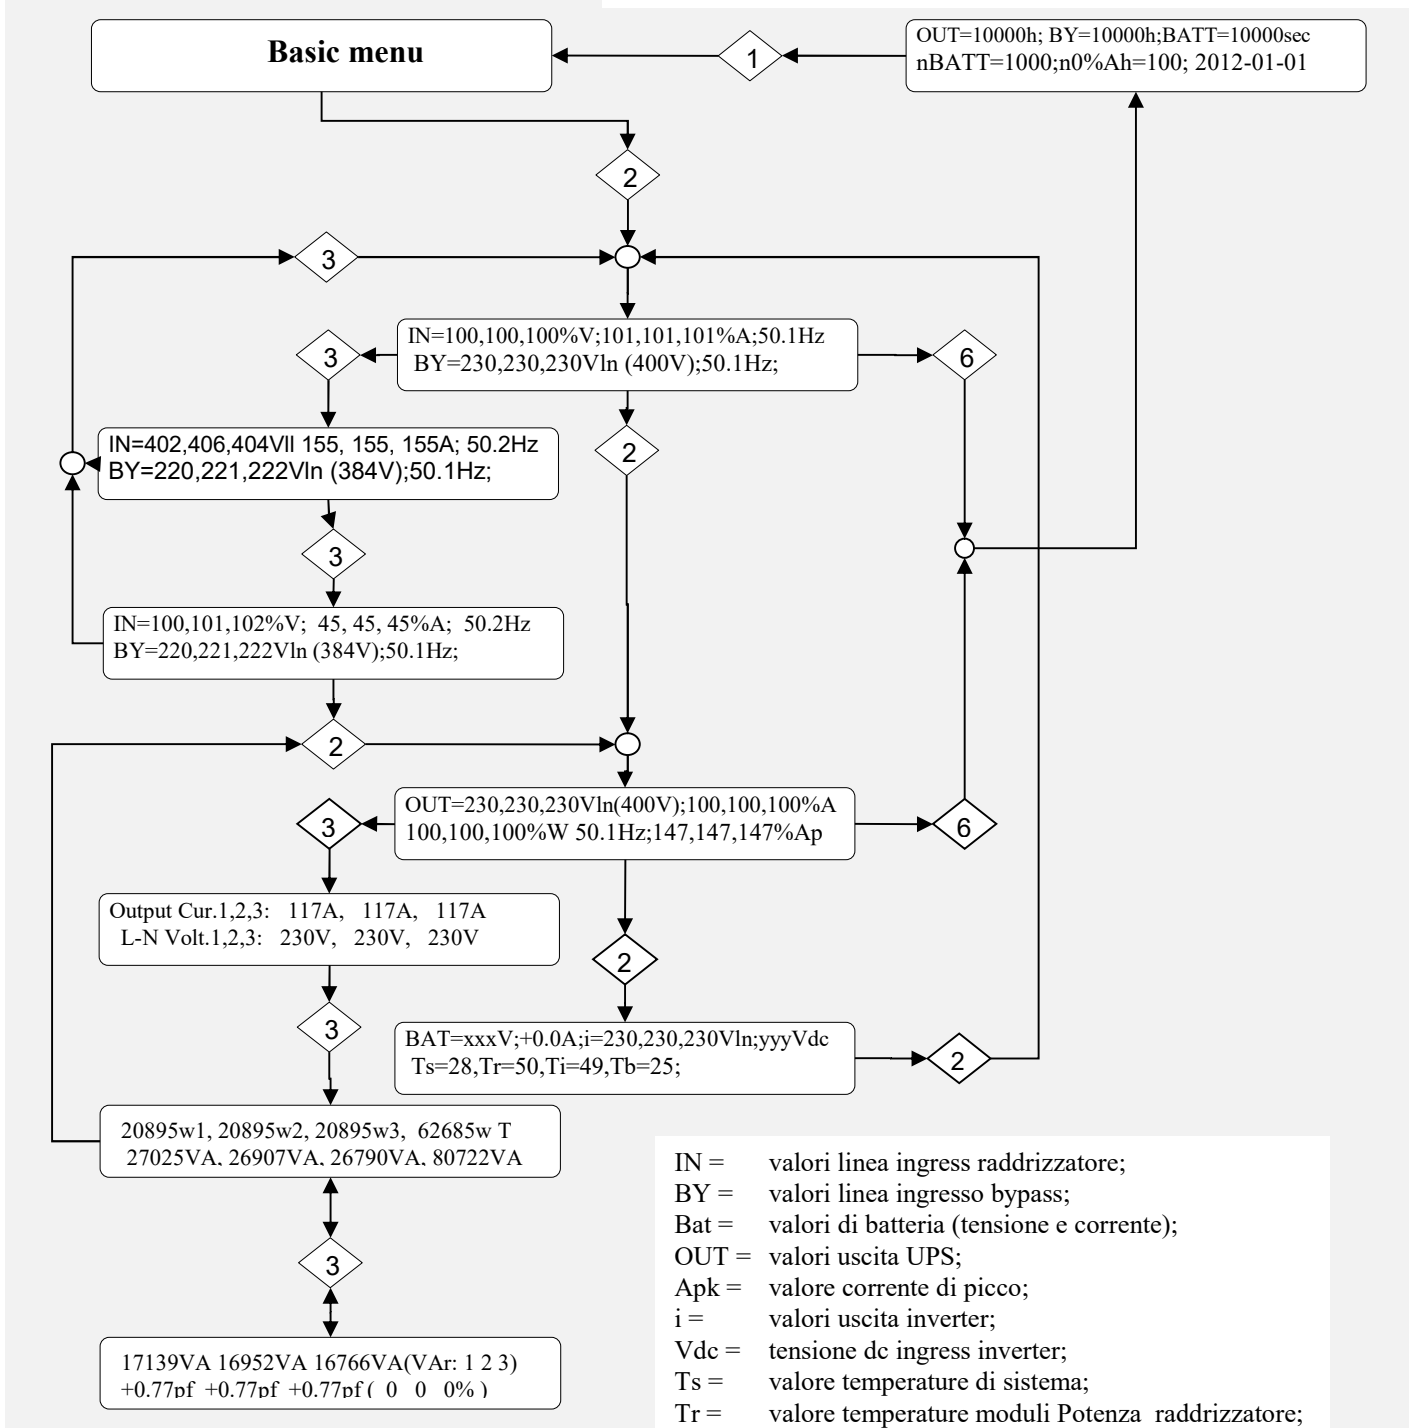 Basic menu
1
OUT=10000h; BY=10000h;BATT=10000sec
nBATT=1000;n0%Ah=100; 2012-01-01
2
3
IN=100,100,100%V;101,101,101%A;50.1Hz
BY=230,230,230Vln (400V);50.1Hz;
3
6
IN=402,406,404Vll 155, 155, 155A; 50.2Hz
BY=220,221,222Vln (384V);50.1Hz;
2
3
IN=100,101,102%V; 45, 45, 45%A; 50.2Hz
BY=220,221,222Vln (384V);50.1Hz;
2
OUT=230,230,230Vln(400V);100,100,100%A
100,100,100%W 50.1Hz;147,147,147%Ap
3
6
Output Cur.1,2,3: 117A, 117A, 117A
L-N Volt.1,2,3: 230V, 230V, 230V
2
3
BAT=xxxV;+0.0A;i=230,230,230Vln;yyyVdc
Ts=28,Tr=50,Ti=49,Tb=25;
2
20895w1, 20895w2, 20895w3, 62685w T
27025VA, 26907VA, 26790VA, 80722VA
3
17139VA 16952VA 16766VA(VAr: 1 2 3)
+0.77pf +0.77pf +0.77pf ( 0 0 0% )
IN = valori linea ingress raddrizzatore;
BY = valori linea ingresso bypass;
Bat = valori di batteria (tensione e corrente);
OUT = valori uscita UPS;
Apk = valore corrente di picco;
i = valori uscita inverter;
Vdc = tensione dc ingress inverter;
Ts = valore temperature di sistema;
Tr = valore temperature moduli Potenza raddrizzatore;